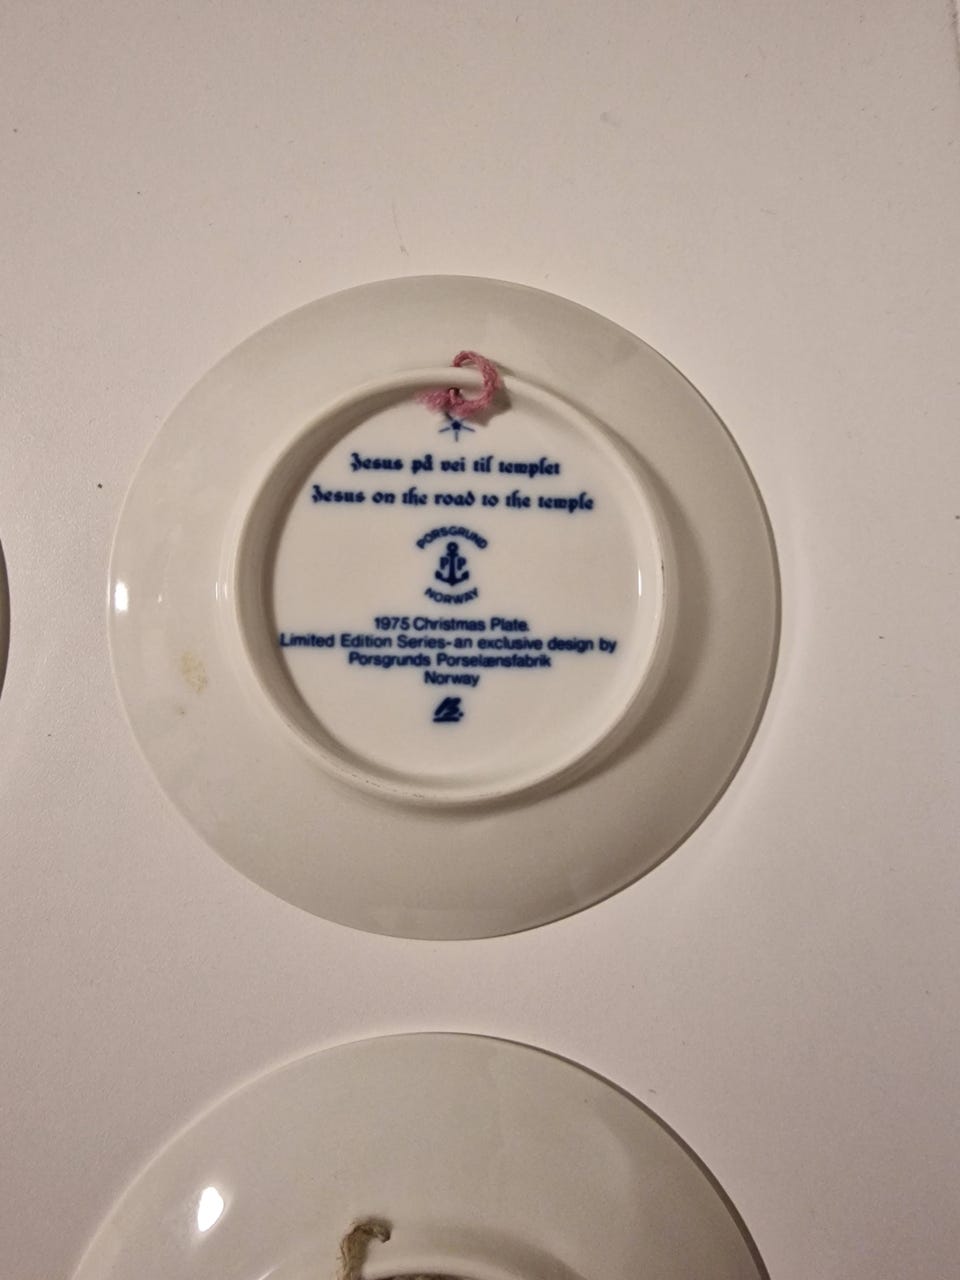 Jesus på vei til templet
Jesus on the road to the temple
PORSGRUND
PP
NORWAY
1975 Christmas Plate.
Limited Edition Series-an exclusive design by
Porsgrunds Porselænsfabrik
Norway